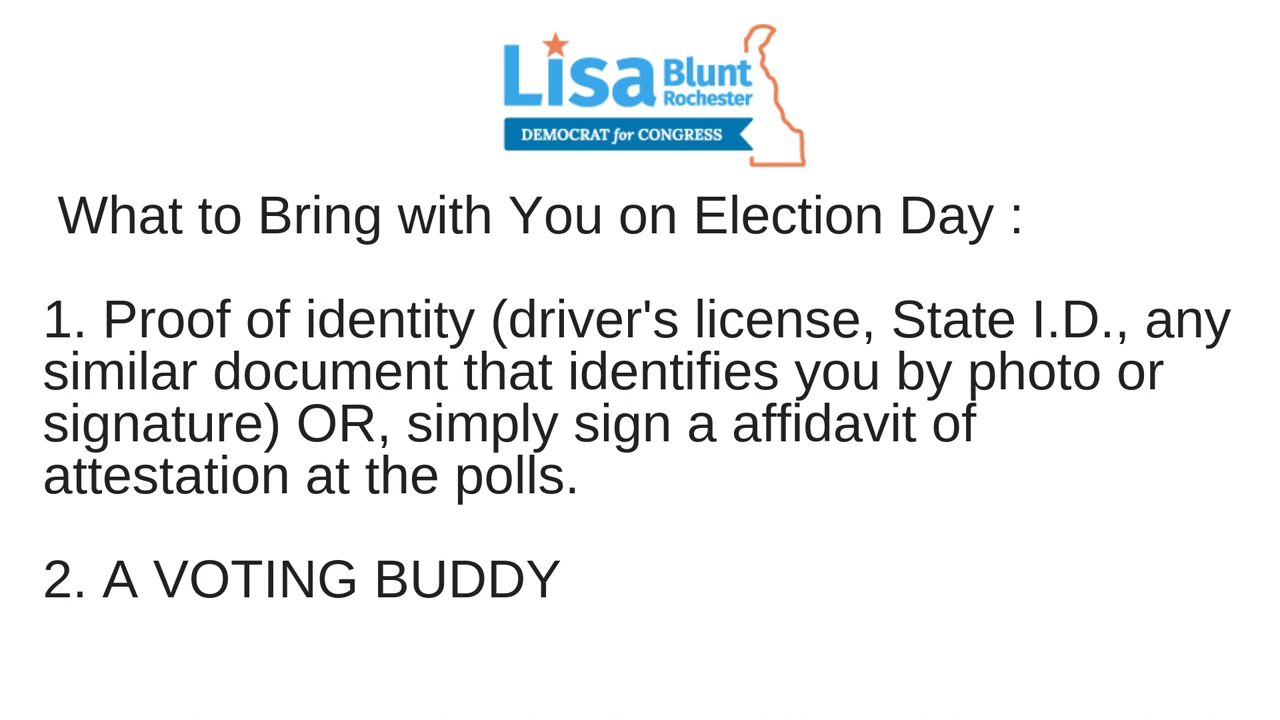 Lisa Blunt
Rochester
DEMOCRAT for CONGRESS
What to Bring with You on Election Day :
1. Proof of identity (driver's license, State I.D., any
similar document that identifies you by photo or
signature) OR, simply sign a affidavit of
attestation at the polls.
2. A VOTING BUDDY